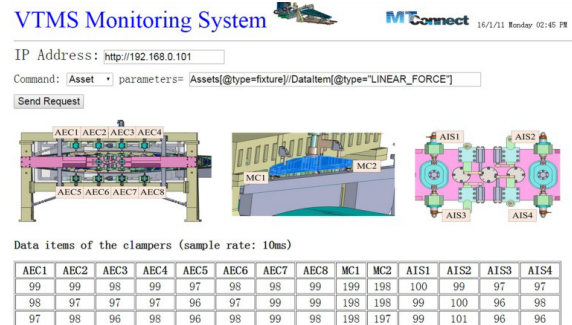 VTMS Monitoring System
MTConnect 16/1/11 Monday 02:45 PM
IP Address: http://192.168.0.101
Command: Asset parameters= Assets[@type=fixture]//DataItem[@type="LINEAR_FORCE"]
Send Request
AEC1 AEC2 AEC3 AEC4
AEC5 AEC6 AEC7 AEC8
MC1 MC2
AIS1 AIS2
AIS3 AIS4
Data items of the clampers (sample rate: 10ms)
AEC1 AEC2 AEC3 AEC4 AEC5 AEC6 AEC7 AEC8 MC1 MC2 AIS1 AIS2 AIS3 AIS4
99 99 98 99 97 98 98 99 199 198 100 99 97 97
98 97 97 97 96 97 99 99 198 198 99 100 96 98
97 98 96 98 96 98 99 98 198 197 99 101 96 96